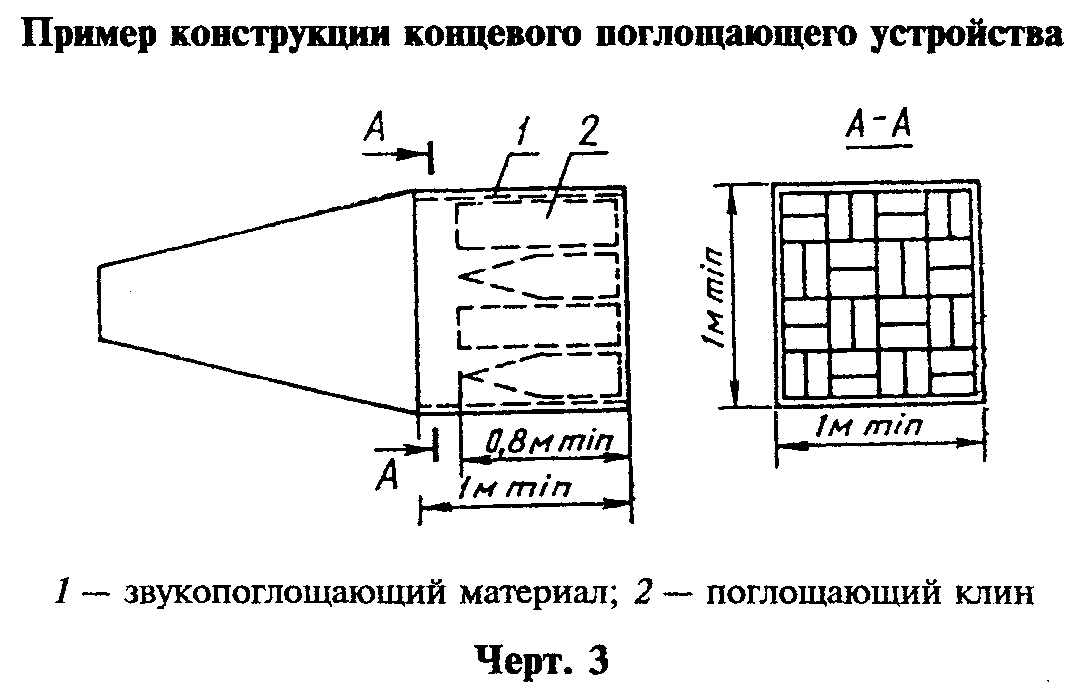 Пример конструкции концевого поглощающего устройства
А
1
2
А–А
1м min
1м min
0,8м min
А
1м min
1 — звукопоглощающий материал; 2 — поглощающий клин
Черт. 3